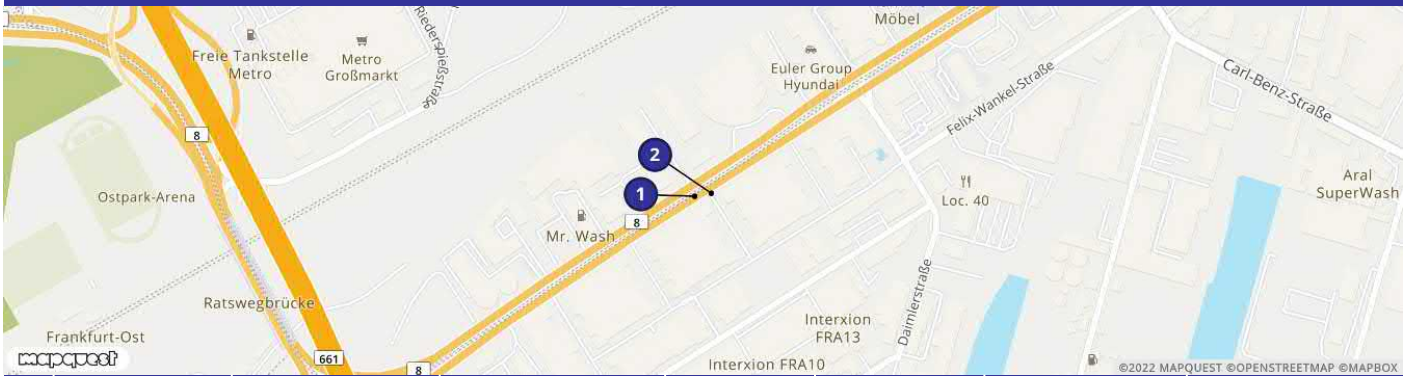 Riederspießstraße
Möbel
Freie Tankstelle
Metro
Metro
Großmarkt
Euler Group
Hyundai
Carl-Benz-Straße
Felix-Wankel-Straße
8
2
1
Ostpark-Arena
Aral
SuperWash
Loc. 40
8
Mr. Wash
Ratswegbrücke
Daimlerstraße
Interxion
FRA13
Frankfurt-Ost
mapquest
661
8
Interxion FRA10
©2022 MAPQUEST ©OPENSTREETMAP ©MAPBOX